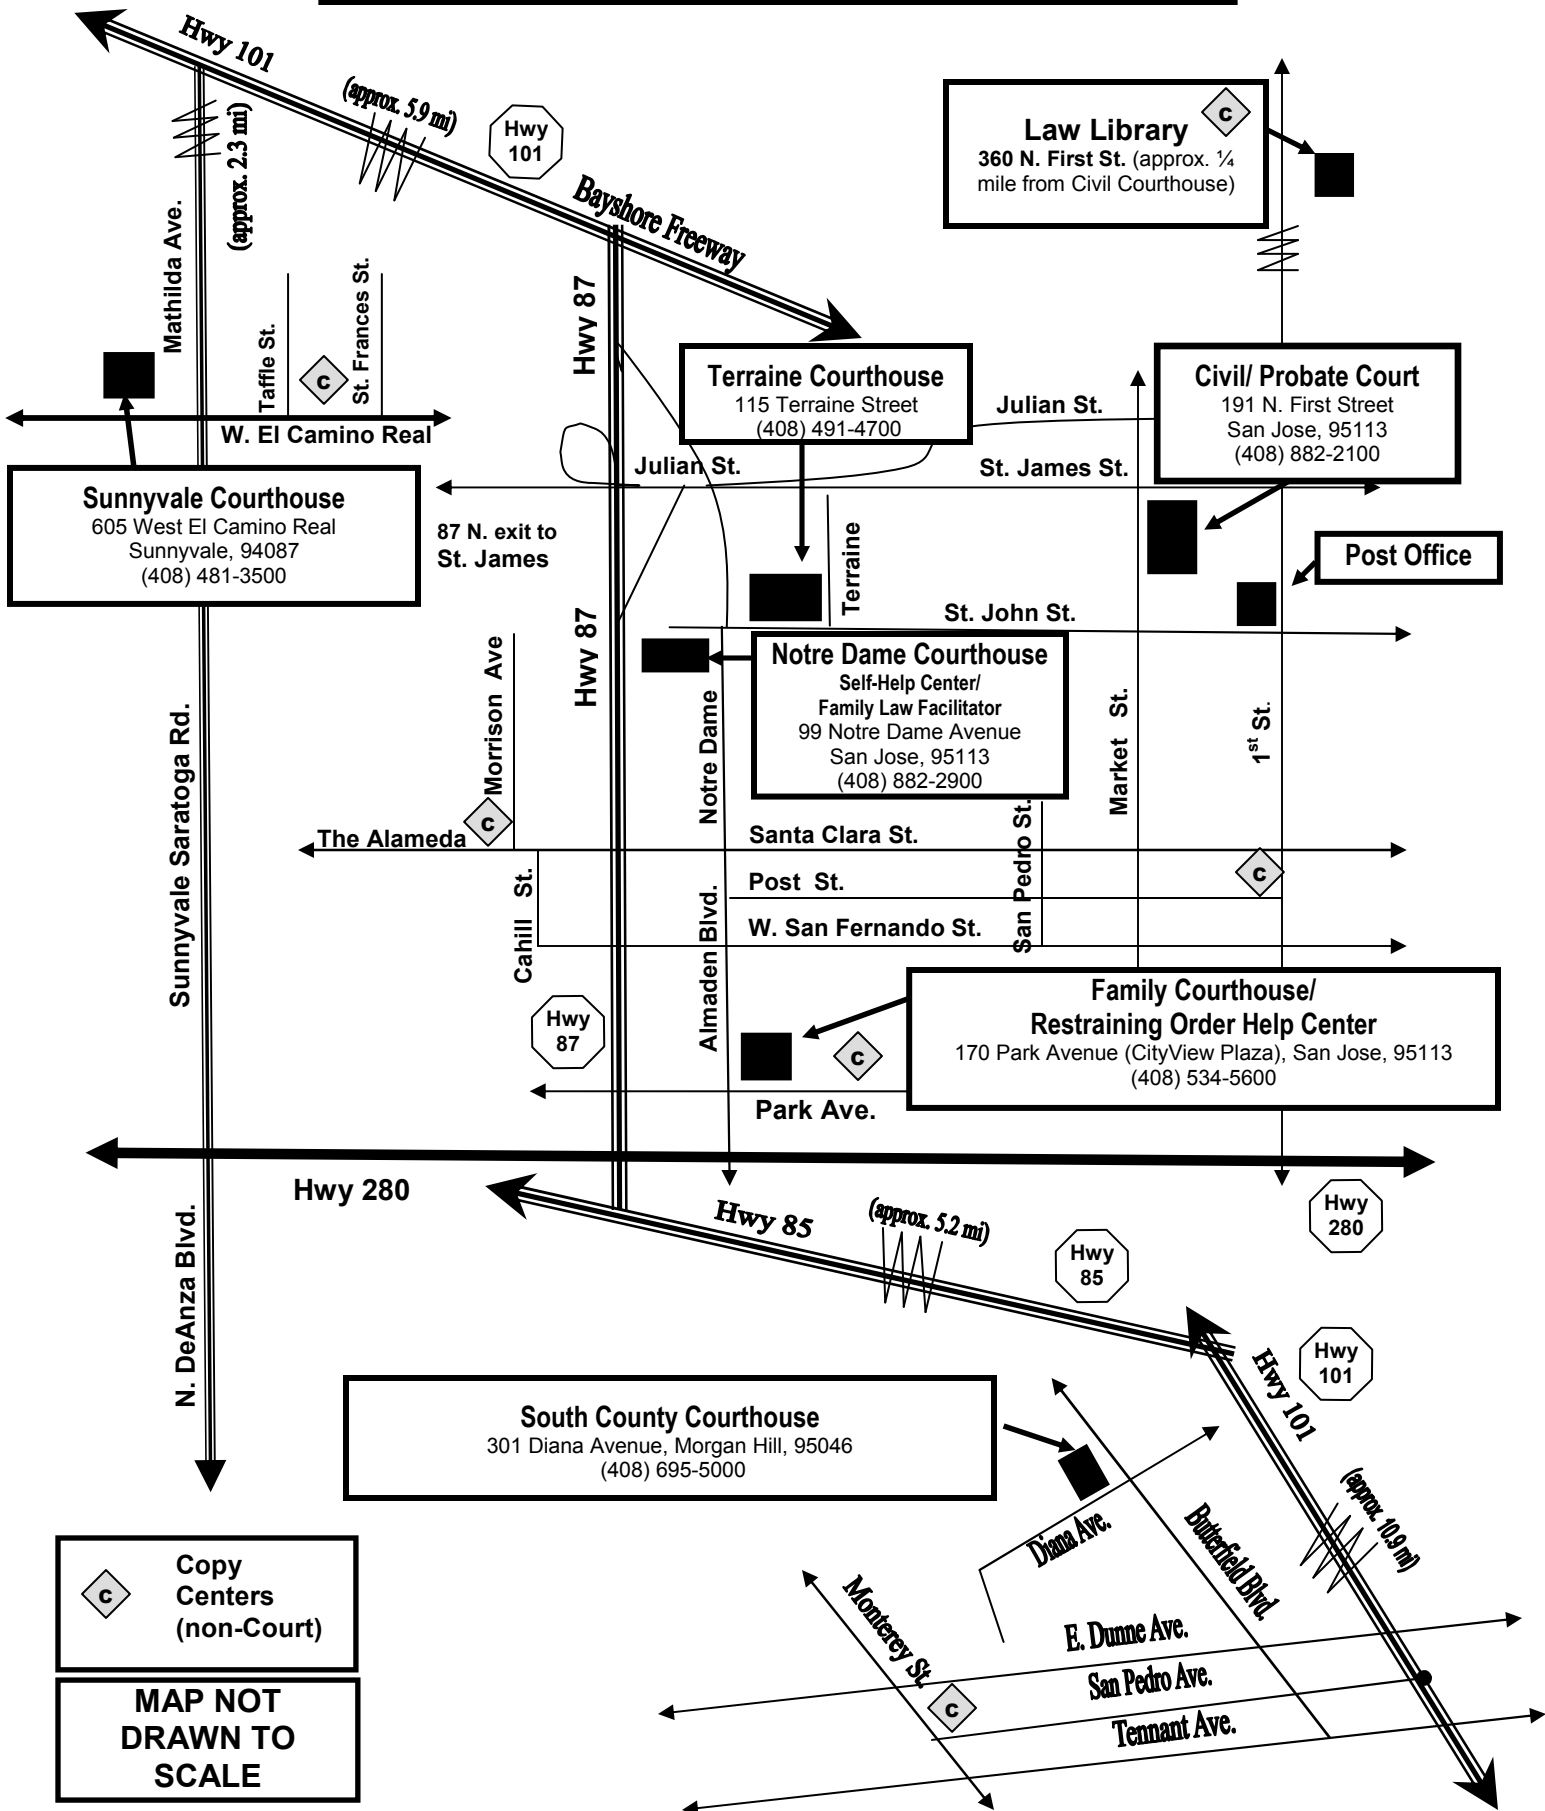 Hwy 101
(approx. 5.9 mi)
Hwy
101
Bayshore Freeway
(approx. 2.3 mi)
Mathilda Ave.
Law Library
c
360 N. First St. (approx. ¼
mile from Civil Courthouse)
Hwy 87
Taffle St.
c
St. Frances St.
W. El Camino Real
Terraine Courthouse
115 Terraine Street
(408) 491-4700
Julian St.
Civil/ Probate Court
191 N. First Street
San Jose, 95113
(408) 882-2100
Julian St.
St. James St.
Sunnyvale Courthouse
605 West El Camino Real
Sunnyvale, 94087
(408) 481-3500
87 N. exit to
St. James
Terraine
Post Office
St. John St.
Hwy 87
Morrison Ave
Notre Dame Courthouse
Self-Help Center/
Family Law Facilitator
99 Notre Dame Avenue
San Jose, 95113
(408) 882-2900
Notre Dame
Market St.
1st St.
Sunnyvale Saratoga Rd.
c
The Alameda
Santa Clara St.
San Pedro St.
c
Post St.
Cahill St.
Almaden Blvd.
W. San Fernando St.
Family Courthouse/
Restraining Order Help Center
170 Park Avenue (CityView Plaza), San Jose, 95113
(408) 534-5600
Hwy
87
c
Park Ave.
Hwy 280
Hwy 85
(approx. 5.2 mi)
Hwy
280
Hwy
85
N. DeAnza Blvd.
Hwy
101
Hwy 101
South County Courthouse
301 Diana Avenue, Morgan Hill, 95046
(408) 695-5000
(approx. 10.9 mi)
Diana Ave.
Butterfield Blvd.
Monterey St.
E. Dunne Ave.
San Pedro Ave.
c
Tennant Ave.
c
Copy
Centers
(non-Court)
MAP NOT
DRAWN TO
SCALE